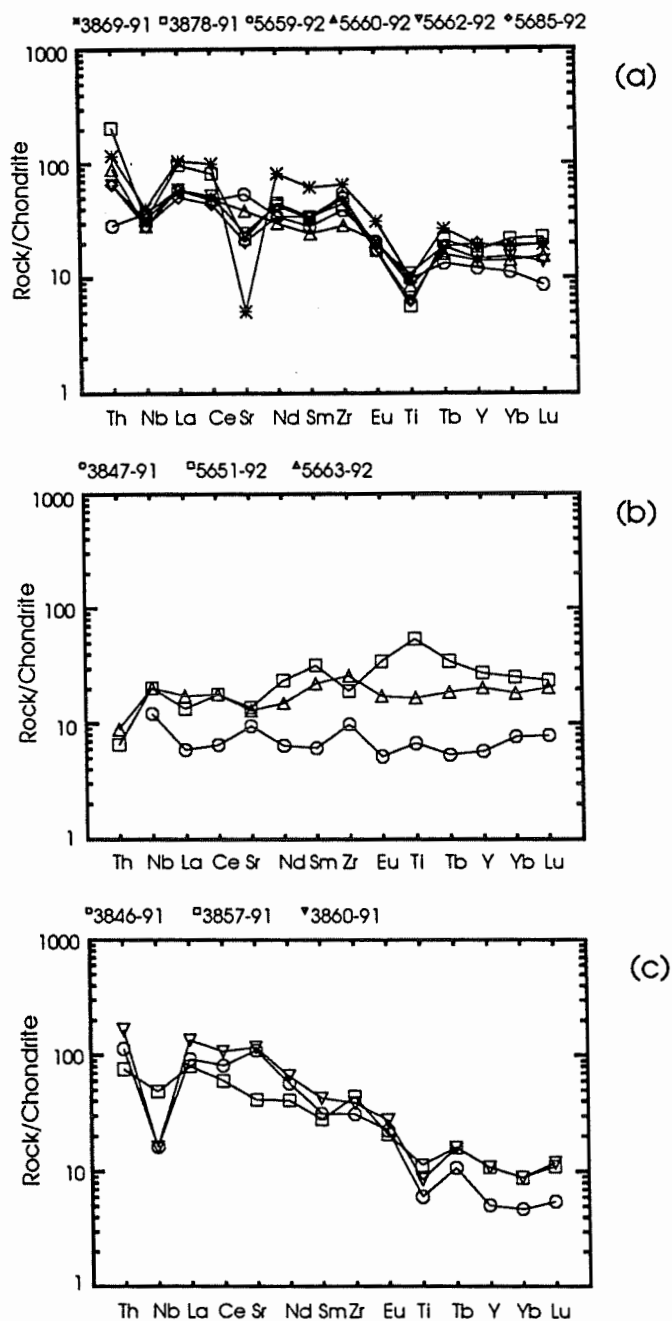 *3869-91 □3878-91 ○5659-92 △5660-92 ▽5662-92 ◇5685-92
(a)
1000
100
10
1
Rock/Chondrite
Th Nb La Ce Sr Nd Sm Zr Eu Ti Tb Y Yb Lu
○3847-91 □5651-92 △5663-92
(b)
1000
100
10
1
Rock/Chondrite
Th Nb La Ce Sr Nd Sm Zr Eu Ti Tb Y Yb Lu
○3846-91 □3857-91 ▽3860-91
(c)
1000
100
10
1
Rock/Chondrite
Th Nb La Ce Sr Nd Sm Zr Eu Ti Tb Y Yb Lu